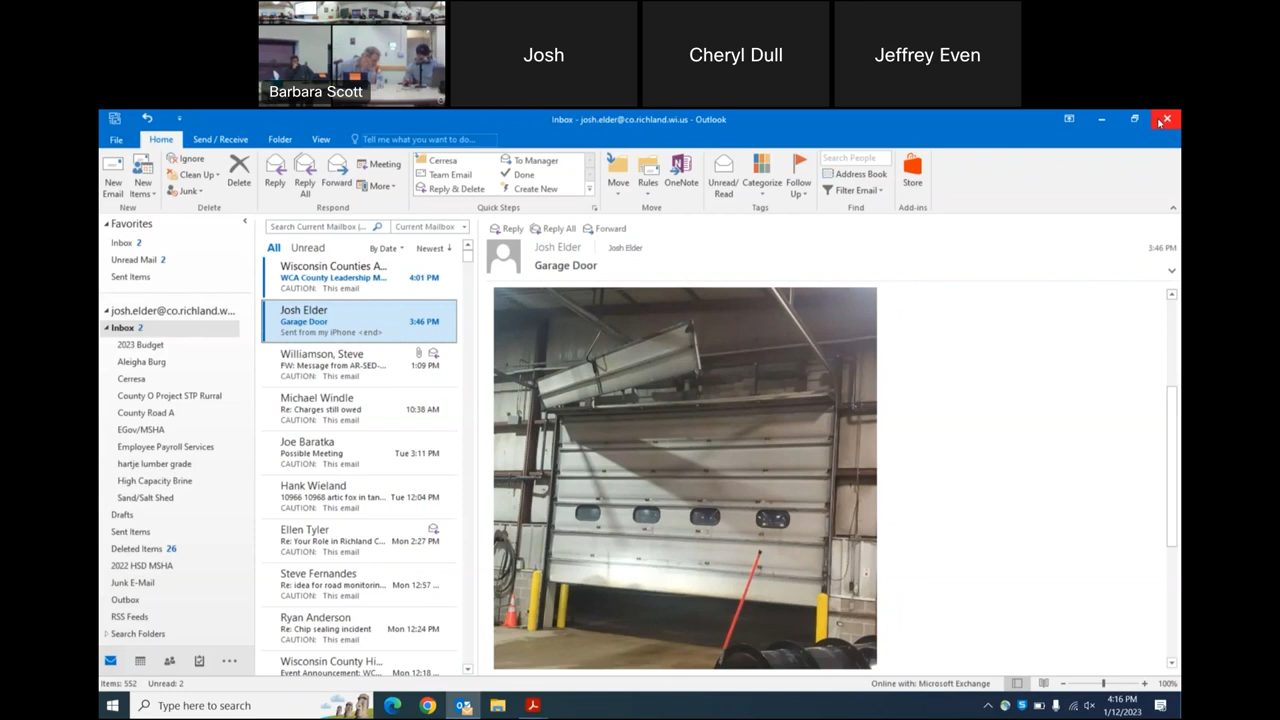 Barbara Scott
Josh
Cheryl Dull
Jeffrey Even
Inbox - josh.elder@co.richland.wi.us - Outlook
File Home Send / Receive Folder View Tell me what you want to do...
New Email
New Items
Ignore
Clean Up
Junk
Delete
Reply
Reply All
Forward
Meeting
More
Cerresa
Team Email
Reply & Delete
To Manager
Done
Create New
Move
Rules
OneNote
Unread/ Read
Categorize
Follow Up
Search People
Address Book
Filter Email
Store
New Delete Respond Quick Steps Move Tags Find Add-ins
Favorites
Inbox 2
Unread Mail 2
Sent Items
josh.elder@co.richland.w...
Inbox 2
2023 Budget
Aleigha Burg
Cerresa
County O Project STP Rurral
County Road A
EGov/MSHA
Employee Payroll Services
hartje lumber grade
High Capacity Brine
Sand/Salt Shed
Drafts
Sent Items
Deleted Items 26
2022 HSD MSHA
Junk E-Mail
Outbox
RSS Feeds
Search Folders
Search Current Mailbox (... Current Mailbox
All Unread By Date Newest
Wisconsin Counties A...
WCA County Leadership M... 4:01 PM
CAUTION: This email
Josh Elder
Garage Door 3:46 PM
Sent from my iPhone <end>
Williamson, Steve
FW: Message from AR-SED-... 1:09 PM
CAUTION: This email
Michael Windle
Re: Charges still owed 10:38 AM
CAUTION: This email
Joe Baratka
Possible Meeting Tue 3:11 PM
CAUTION: This email
Hank Wieland
10966 10968 artic fox in tan... Tue 12:04 PM
CAUTION: This email
Ellen Tyler
Re: Your Role in Richland C... Mon 2:27 PM
CAUTION: This email
Steve Fernandes
Re: idea for road monitorin... Mon 12:57 ...
CAUTION: This email
Ryan Anderson
Re: Chip sealing incident Mon 12:24 PM
CAUTION: This email
Wisconsin County Hi...
Event Announcement: WC... Mon 12:18 ...
Reply Reply All Forward
Josh Elder Josh Elder 3:46 PM
Garage Door
Items: 552 Unread: 2 Online with: Microsoft Exchange 100%
Type here to search
4:16 PM
1/12/2023